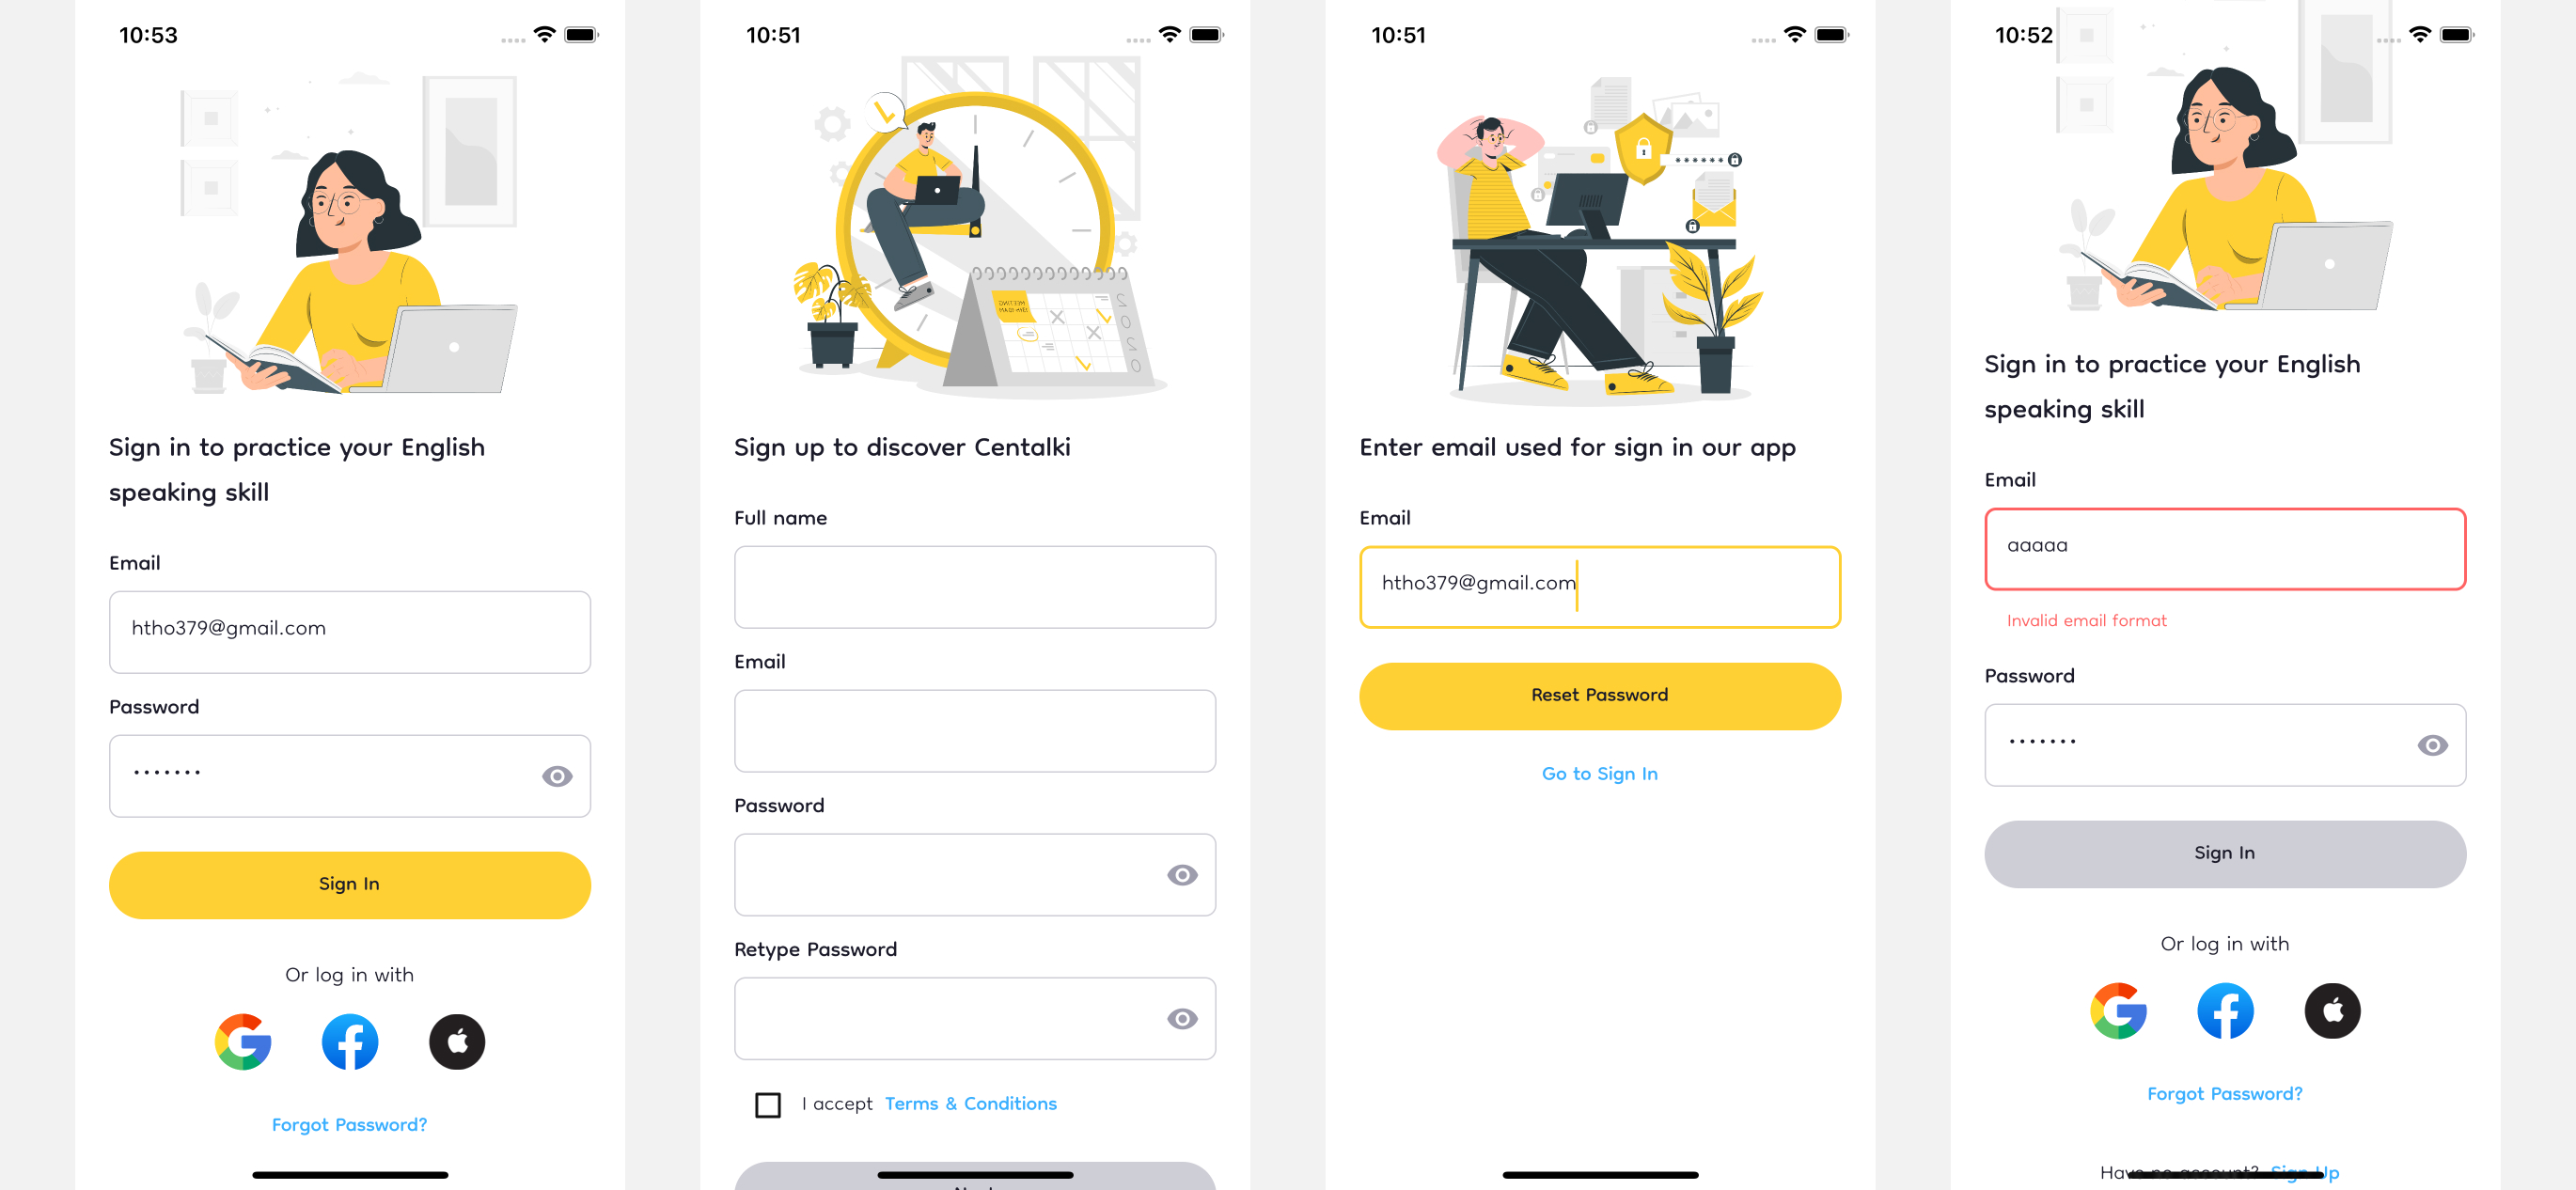 10:53
Sign in to practice your English
speaking skill
Email
htho379@gmail.com
Password
•••••••
Sign In
Or log in with
Forgot Password?
10:51
Sign up to discover Centalki
Full name
Email
Password
Retype Password
I accept Terms & Conditions
10:51
******
Enter email used for sign in our app
Email
htho379@gmail.com
Reset Password
Go to Sign In
10:52
Sign in to practice your English
speaking skill
Email
aaaaa
Invalid email format
Password
•••••••
Sign In
Or log in with
Forgot Password?
Have no account? Sign Up